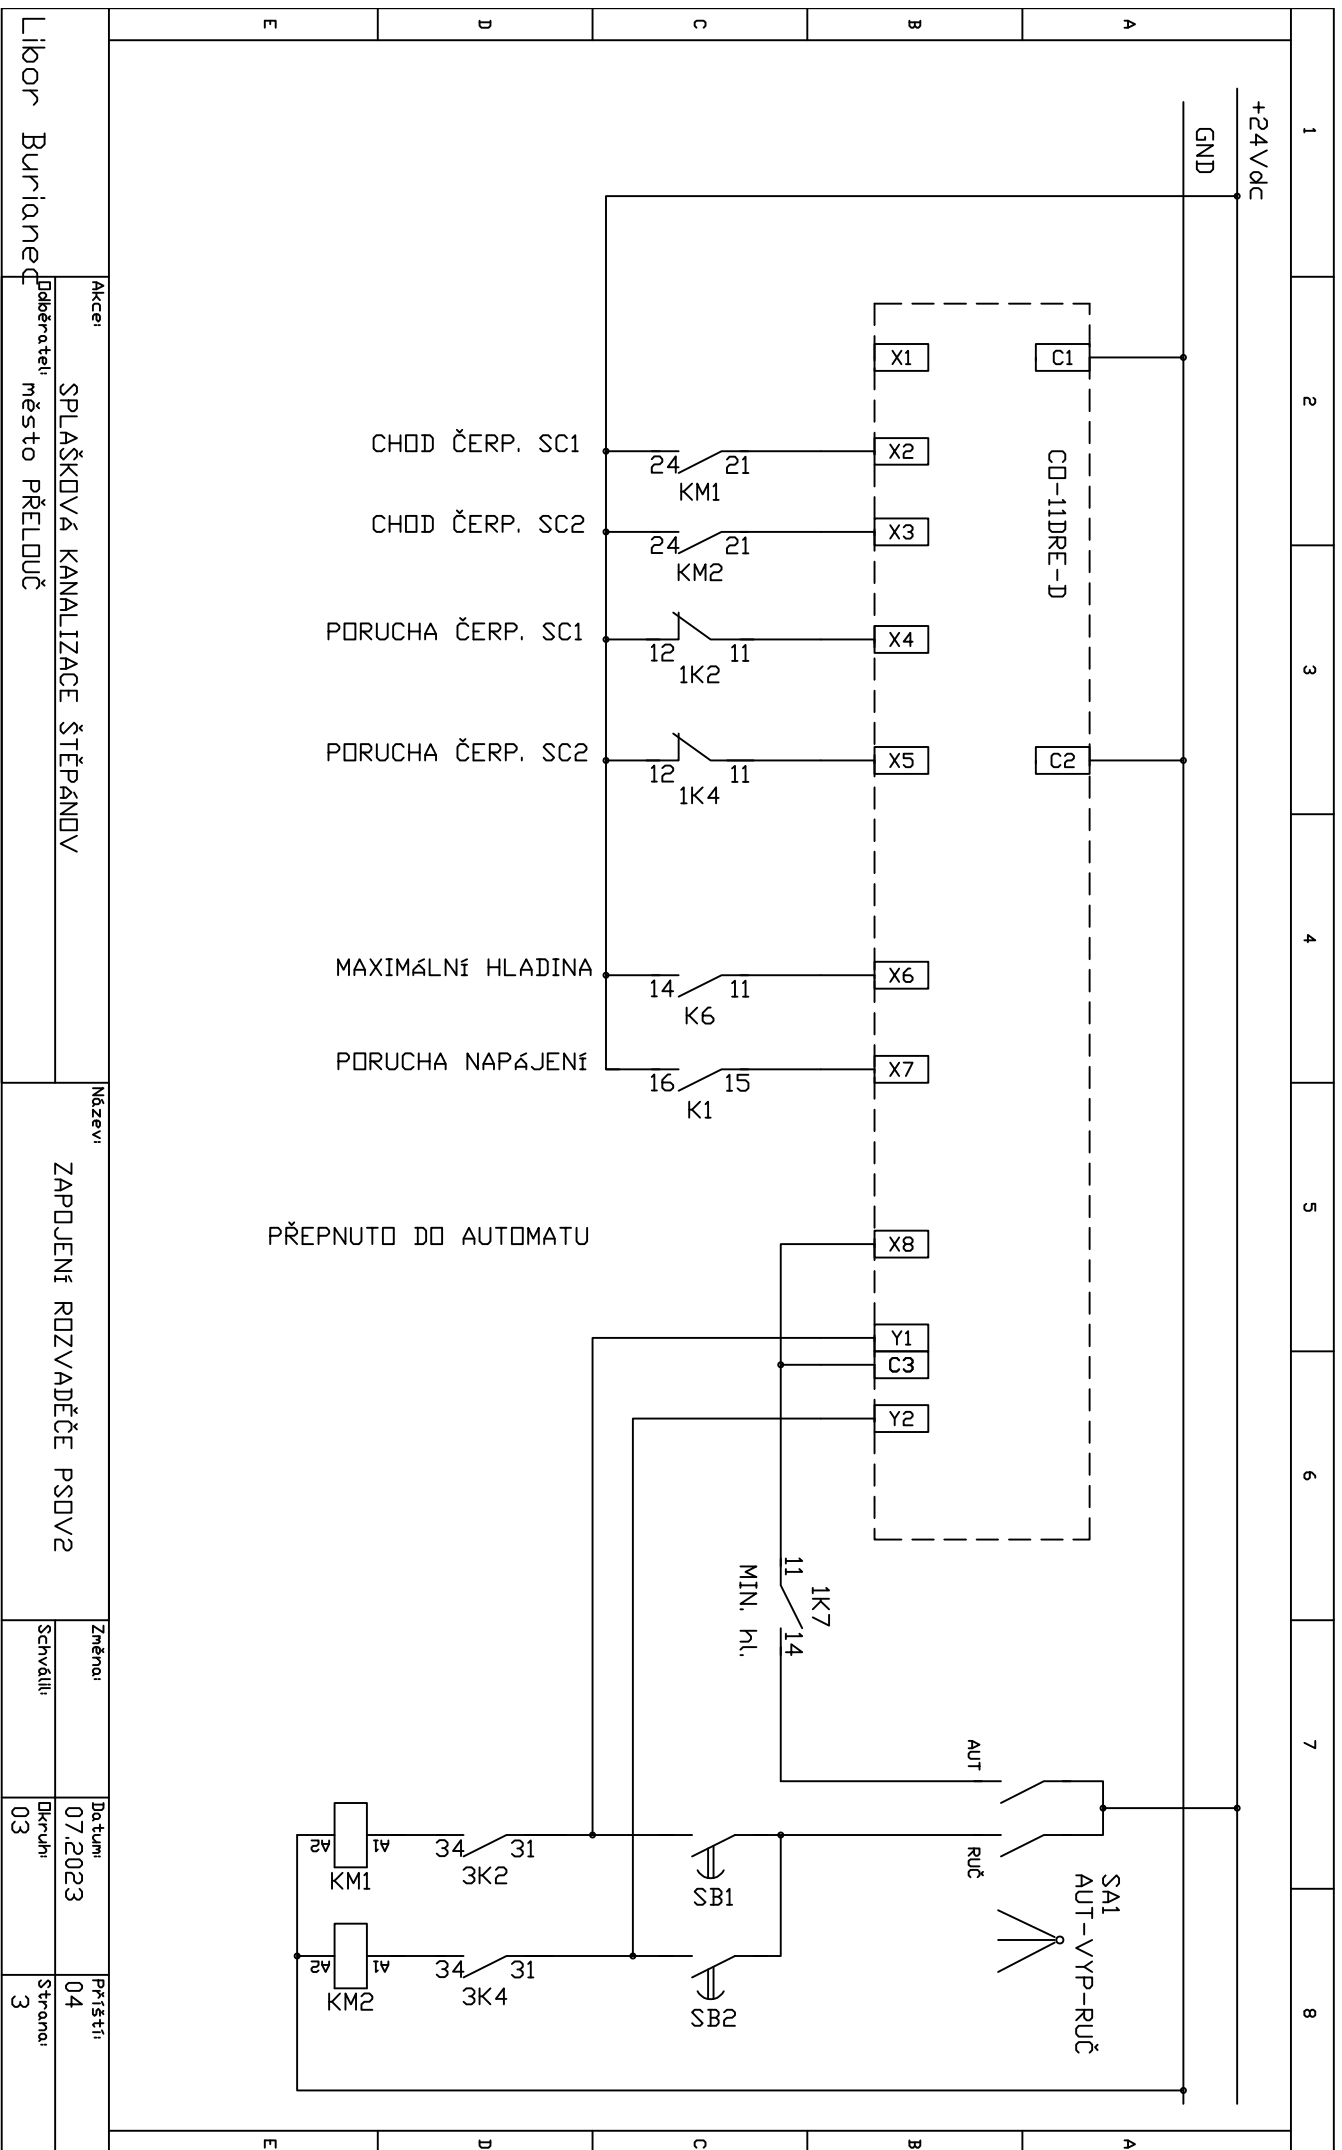 1
2
3
4
5
6
7
8
A
B
C
D
E
A
B
C
D
E
+24Vdc
GND
C1
C2
CO-11DRE-D
X1
X2
X3
X4
X5
X6
X7
X8
Y1
C3
Y2
CHOD ČERP. SC1
24
21
KM1
CHOD ČERP. SC2
24
21
KM2
PORUCHA ČERP. SC1
12
11
1K2
PORUCHA ČERP. SC2
12
11
1K4
MAXIMáLNí HLADINA
14
11
K6
PORUCHA NAPáJENí
16
15
K1
PŘEPNUTO DO AUTOMATU
11
1K7
14
MIN. hl.
AUT
RUČ
SA1
AUT-VYP-RUČ
SB1
SB2
31
34
3K2
31
34
3K4
A1
A2
KM1
A1
A2
KM2
Libor Burianec
Akce:
SPLAŠKOVá KANALIZACE ŠTĚPáNOV
Odběratel:
město PŘELOUČ
Název:
ZAPOJENí ROZVADĚČE PSOV2
Změna:
Schválil:
Datum:
07.2023
Okruh:
03
Příští:
04
Strana:
3